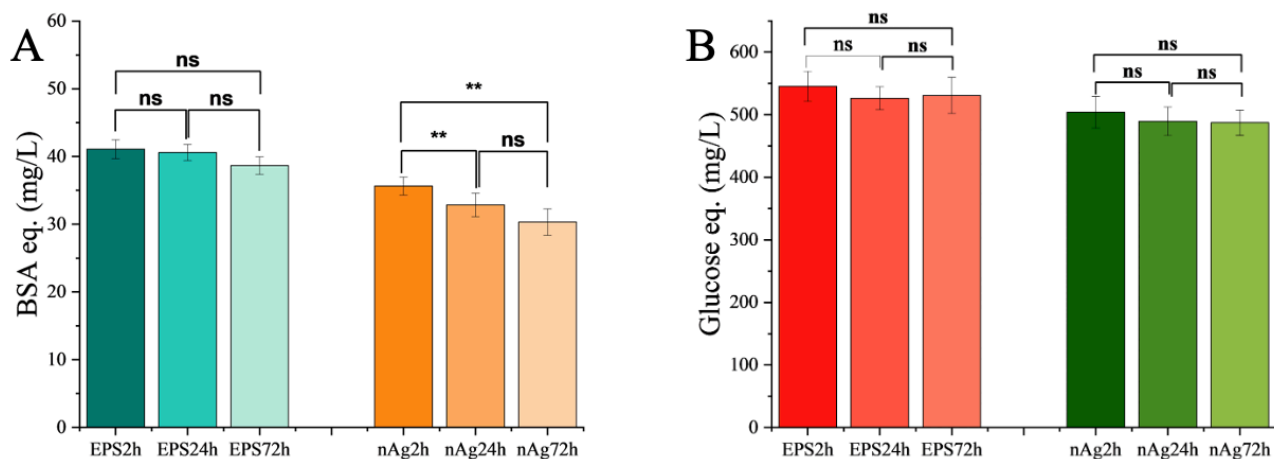 A
BSA eq. (mg/L)
60
50
40
30
20
10
0
ns
ns
ns
**
**
ns
EPS2h EPS24h EPS72h nAg2h nAg24h nAg72h
B
Glucose eq. (mg/L)
600
500
400
300
200
100
0
ns
ns
ns
ns
ns
ns
EPS2h EPS24h EPS72h nAg2h nAg24h nAg72h